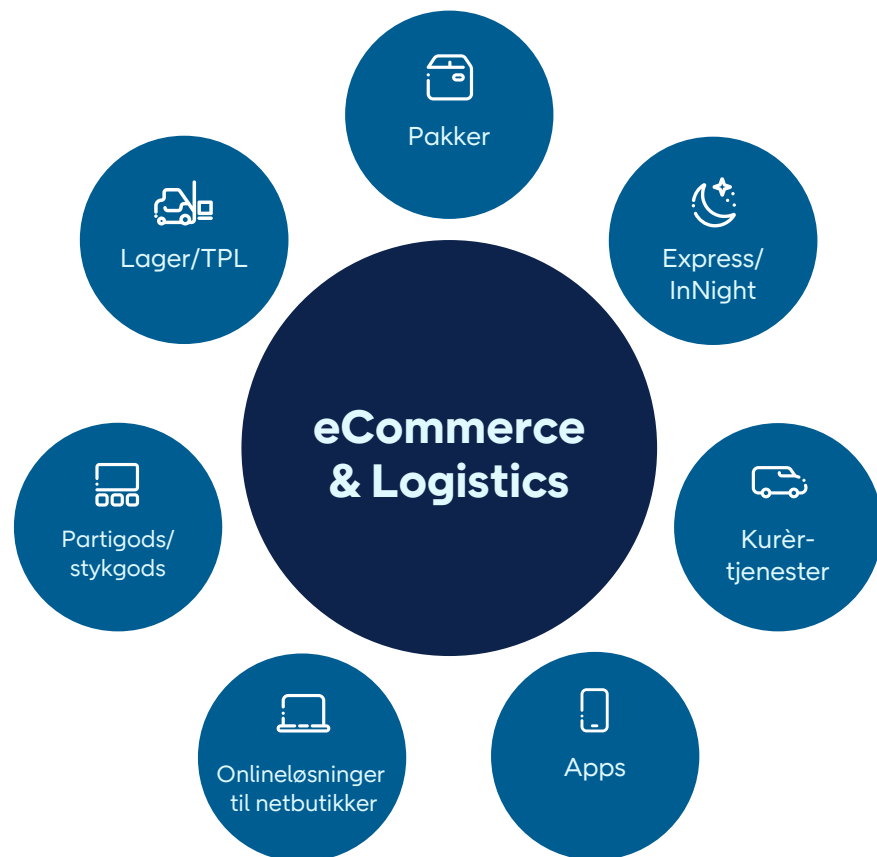 Pakker
Lager/TPL
Express/
InNight
eCommerce
& Logistics
Partigods/
stykgods
Kurèr-
tjenester
Onlineløsninger
til netbutikker
Apps